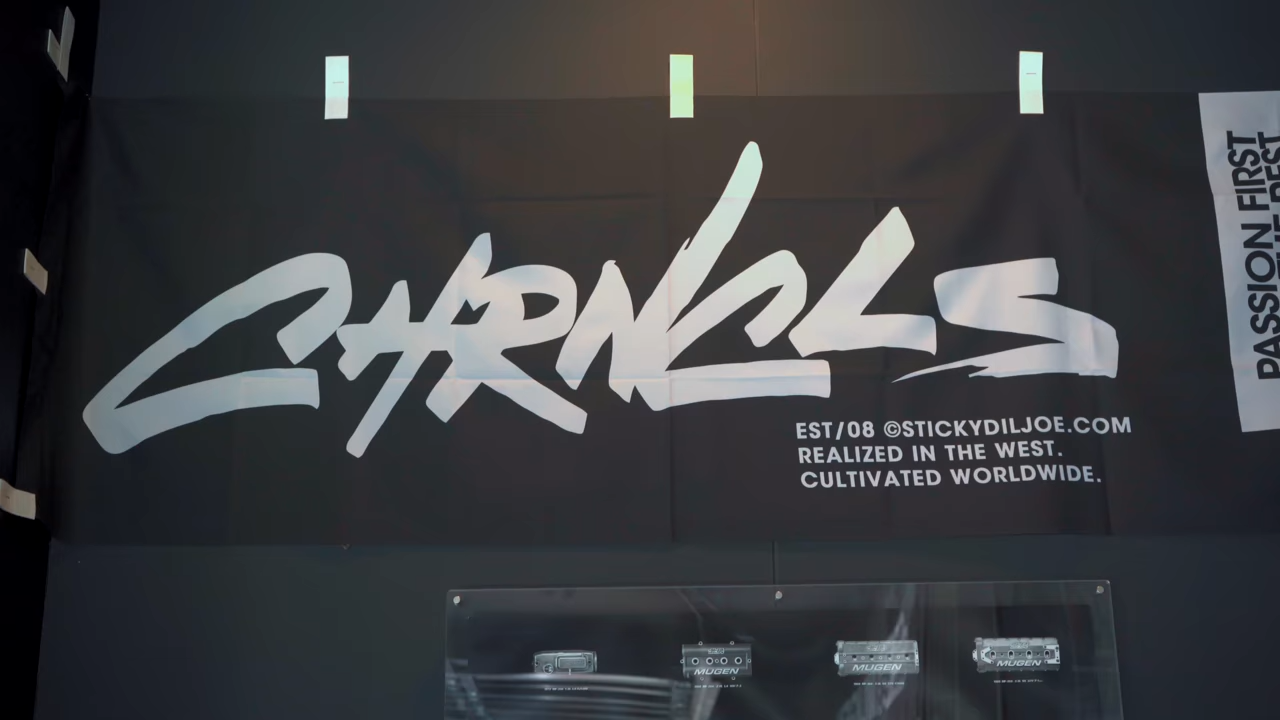 CHRNCLS
EST/08 ©STICKYDILJOE.COM
REALIZED IN THE WEST.
CULTIVATED WORLDWIDE.
PASSION FIRST
MUGEN
MUGEN
MUGEN